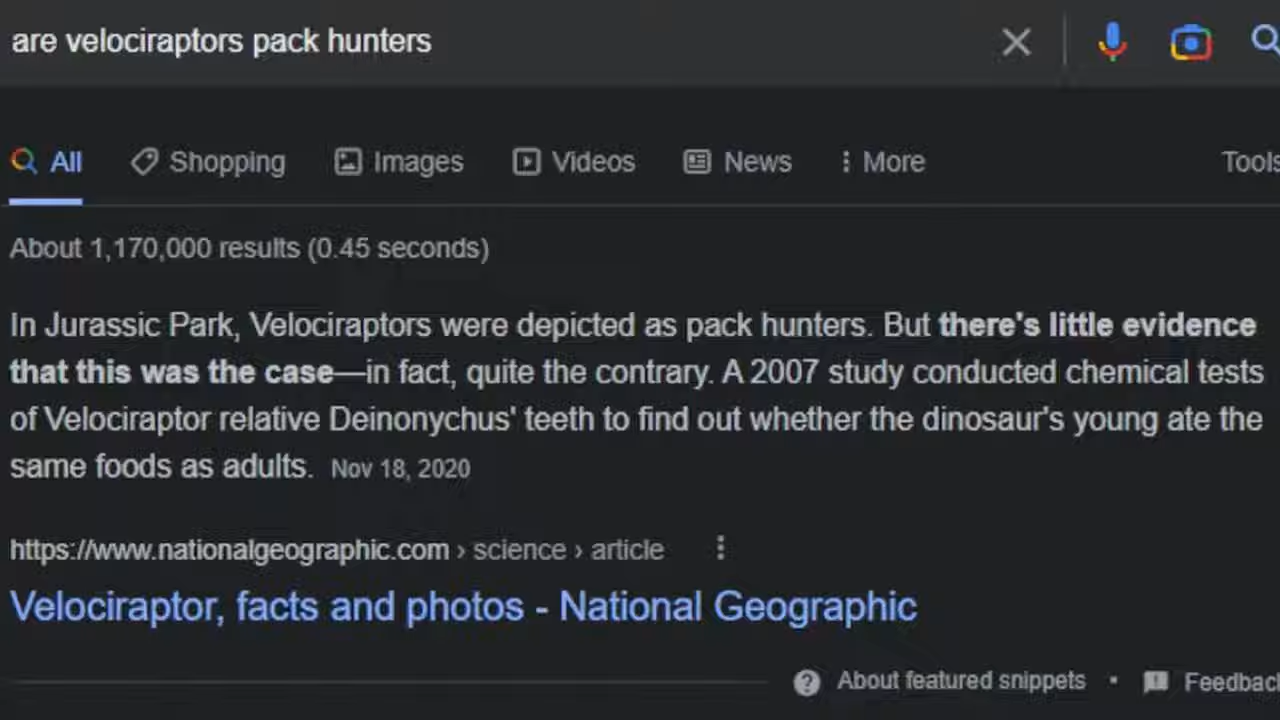 are velociraptors pack hunters
All Shopping Images Videos News More Tools
About 1,170,000 results (0.45 seconds)
In Jurassic Park, Velociraptors were depicted as pack hunters. But there's little evidence
that this was the case—in fact, quite the contrary. A 2007 study conducted chemical tests
of Velociraptor relative Deinonychus' teeth to find out whether the dinosaur's young ate the
same foods as adults. Nov 18, 2020
https://www.nationalgeographic.com › science › article
Velociraptor, facts and photos - National Geographic
About featured snippets • Feedback